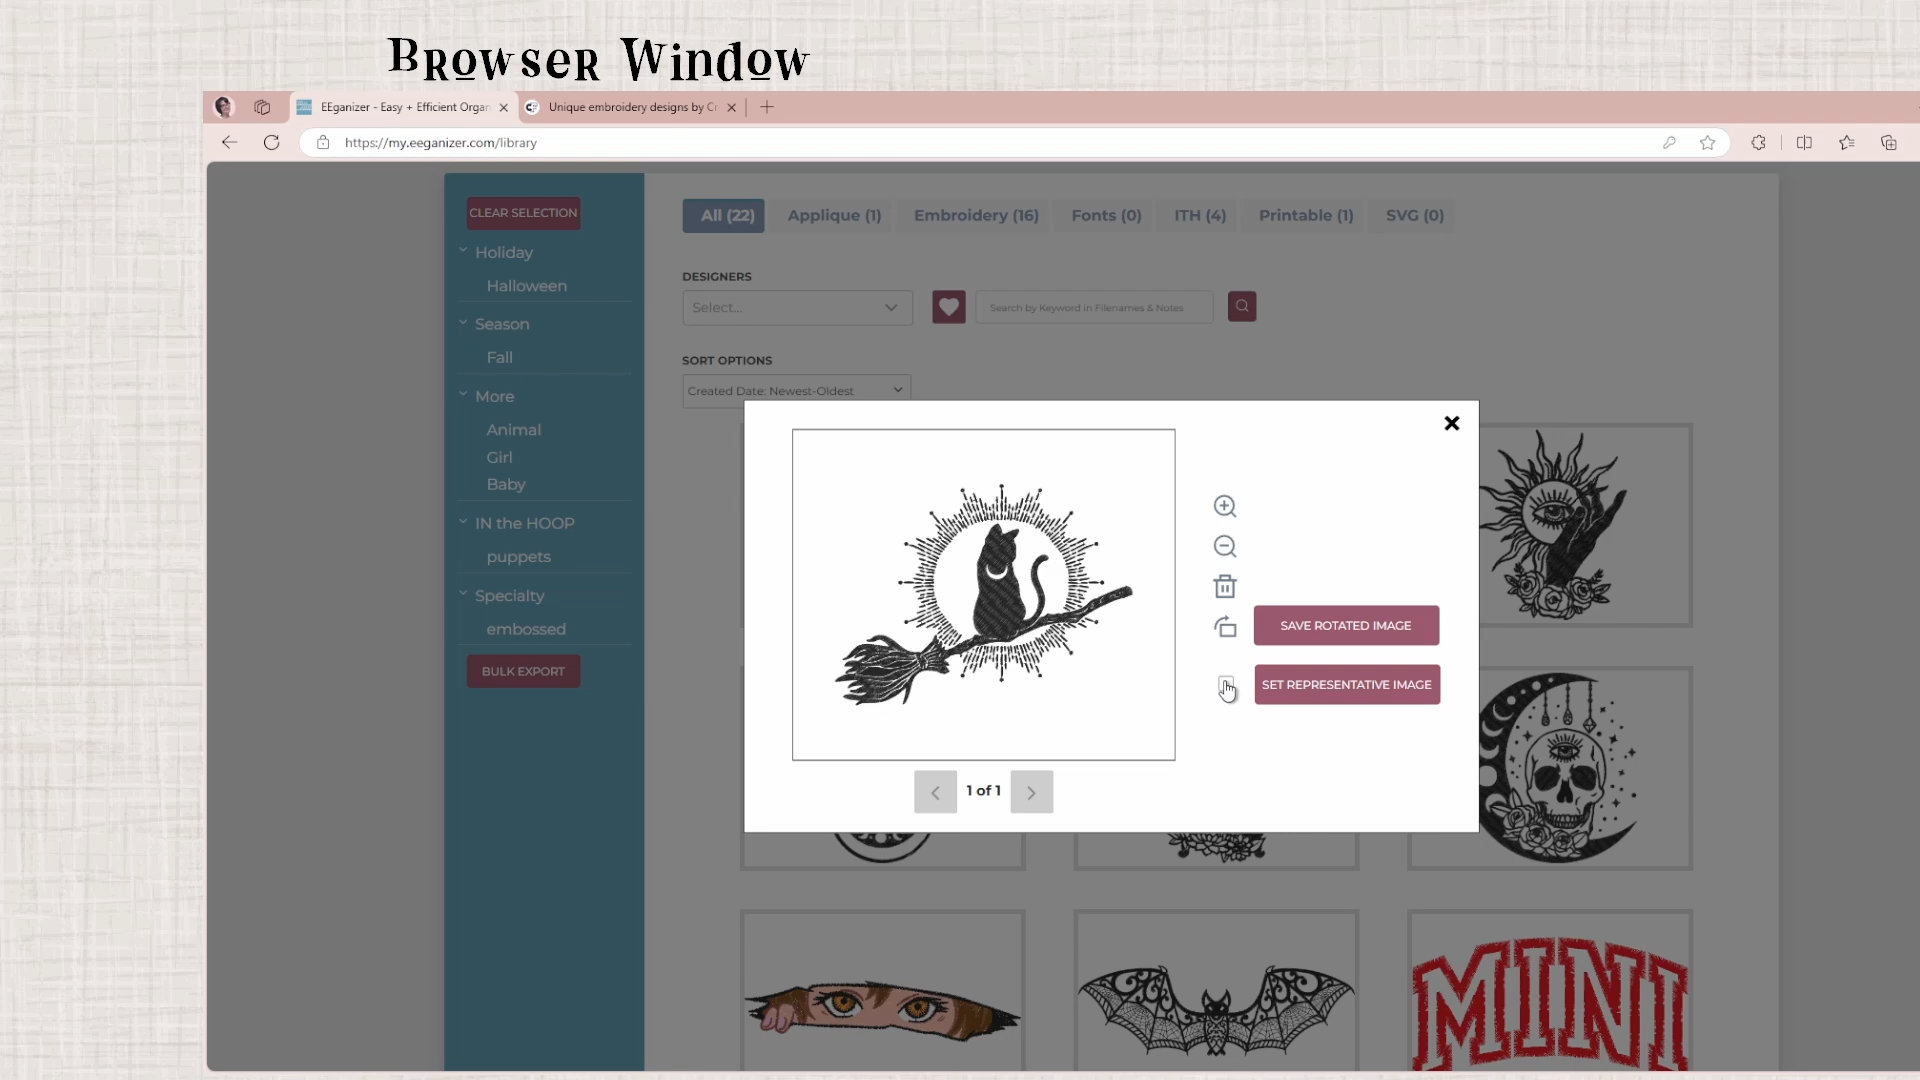 Browser Window
EEganizer - Easy + Efficient Organ
Unique embroidery designs by Cr
https://my.eeganizer.com/library
CLEAR SELECTION
Holiday
Halloween
Season
Fall
More
Animal
Girl
Baby
IN the HOOP
puppets
Specialty
embossed
BULK EXPORT
All (22)
Applique (1)
Embroidery (16)
Fonts (0)
ITH (4)
Printable (1)
SVG (0)
DESIGNERS
Select...
Search by Keyword in Filenames & Notes
SORT OPTIONS
Created Date: Newest-Oldest
SAVE ROTATED IMAGE
SET REPRESENTATIVE IMAGE
1 of 1
MINI